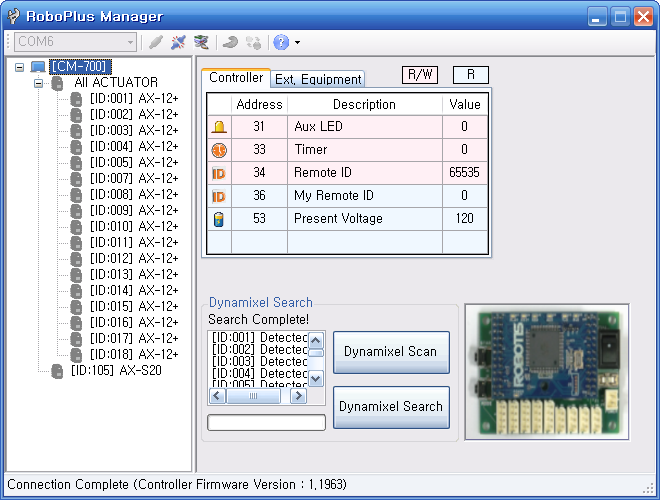 RoboPlus Manager
COM6
[CM-700]
All ACTUATOR
[ID:001] AX-12+
[ID:002] AX-12+
[ID:003] AX-12+
[ID:004] AX-12+
[ID:005] AX-12+
[ID:007] AX-12+
[ID:008] AX-12+
[ID:009] AX-12+
[ID:010] AX-12+
[ID:011] AX-12+
[ID:012] AX-12+
[ID:013] AX-12+
[ID:014] AX-12+
[ID:015] AX-12+
[ID:016] AX-12+
[ID:017] AX-12+
[ID:018] AX-12+
[ID:105] AX-S20
Controller Ext, Equipment R/W R
Address Description Value
31 Aux LED 0
33 Timer 0
ID 34 Remote ID 65535
ID 36 My Remote ID 0
53 Present Voltage 120
Dynamixel Search
Search Complete!
[ID:001] Detected
[ID:002] Detected
[ID:003] Detected
[ID:004] Detected
[ID:005] Detected
Dynamixel Scan
Dynamixel Search
ROBOTIS
Connection Complete (Controller Firmware Version : 1,1963)